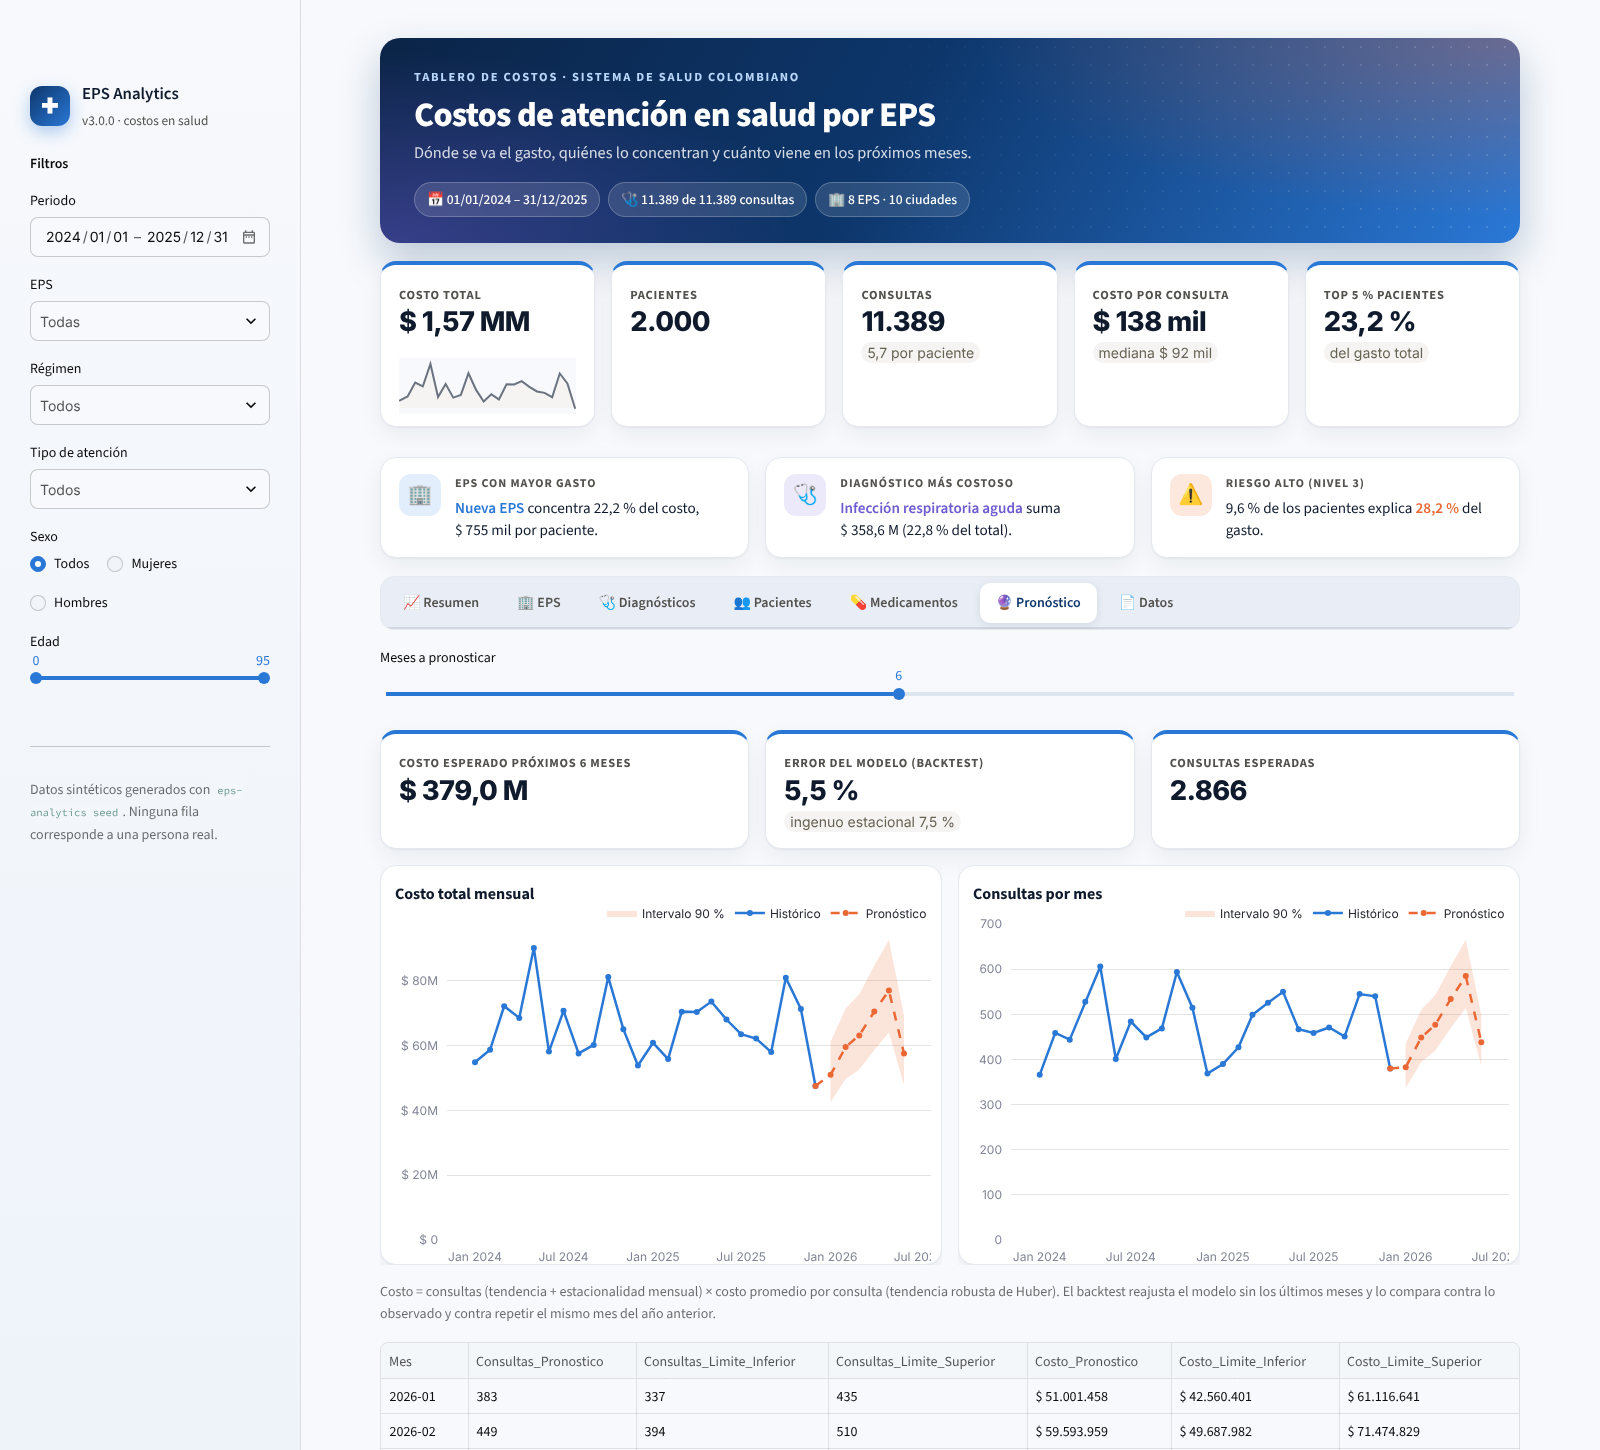 EPS Analytics
v3.0.0 · costos en salud
Filtros
Periodo
2024/01/01 – 2025/12/31
EPS
Todas
Régimen
Todos
Tipo de atención
Todos
Sexo
Todos
Mujeres
Hombres
Edad
0
95
Datos sintéticos generados con eps-
analytics seed . Ninguna fila
corresponde a una persona real.
TABLERO DE COSTOS · SISTEMA DE SALUD COLOMBIANO
Costos de atención en salud por EPS
Dónde se va el gasto, quiénes lo concentran y cuánto viene en los próximos meses.
01/01/2024 – 31/12/2025
11.389 de 11.389 consultas
8 EPS · 10 ciudades
COSTO TOTAL
$ 1,57 MM
PACIENTES
2.000
CONSULTAS
11.389
5,7 por paciente
COSTO POR CONSULTA
$ 138 mil
mediana $ 92 mil
TOP 5 % PACIENTES
23,2 %
del gasto total
EPS CON MAYOR GASTO
Nueva EPS concentra 22,2 % del costo,
$ 755 mil por paciente.
DIAGNÓSTICO MÁS COSTOSO
Infección respiratoria aguda suma
$ 358,6 M (22,8 % del total).
RIESGO ALTO (NIVEL 3)
9,6 % de los pacientes explica 28,2 % del
gasto.
Resumen
EPS
Diagnósticos
Pacientes
Medicamentos
Pronóstico
Datos
Meses a pronosticar
6
COSTO ESPERADO PRÓXIMOS 6 MESES
$ 379,0 M
ERROR DEL MODELO (BACKTEST)
5,5 %
ingenuo estacional 7,5 %
CONSULTAS ESPERADAS
2.866
Costo total mensual
Intervalo 90 %
Histórico
Pronóstico
$ 80M
$ 60M
$ 40M
$ 20M
$ 0
Jan 2024
Jul 2024
Jan 2025
Jul 2025
Jan 2026
Jul 202
Consultas por mes
Intervalo 90 %
Histórico
Pronóstico
700
600
500
400
300
200
100
0
Jan 2024
Jul 2024
Jan 2025
Jul 2025
Jan 2026
Jul 202
Costo = consultas (tendencia + estacionalidad mensual) × costo promedio por consulta (tendencia robusta de Huber). El backtest reajusta el modelo sin los últimos meses y lo compara contra lo
observado y contra repetir el mismo mes del año anterior.
Mes Consultas_Pronostico Consultas_Limite_Inferior Consultas_Limite_Superior Costo_Pronostico Costo_Limite_Inferior Costo_Limite_Superior
2026-01 383 337 435 $ 51.001.458 $ 42.560.401 $ 61.116.641
2026-02 449 394 510 $ 59.593.959 $ 49.687.982 $ 71.474.829